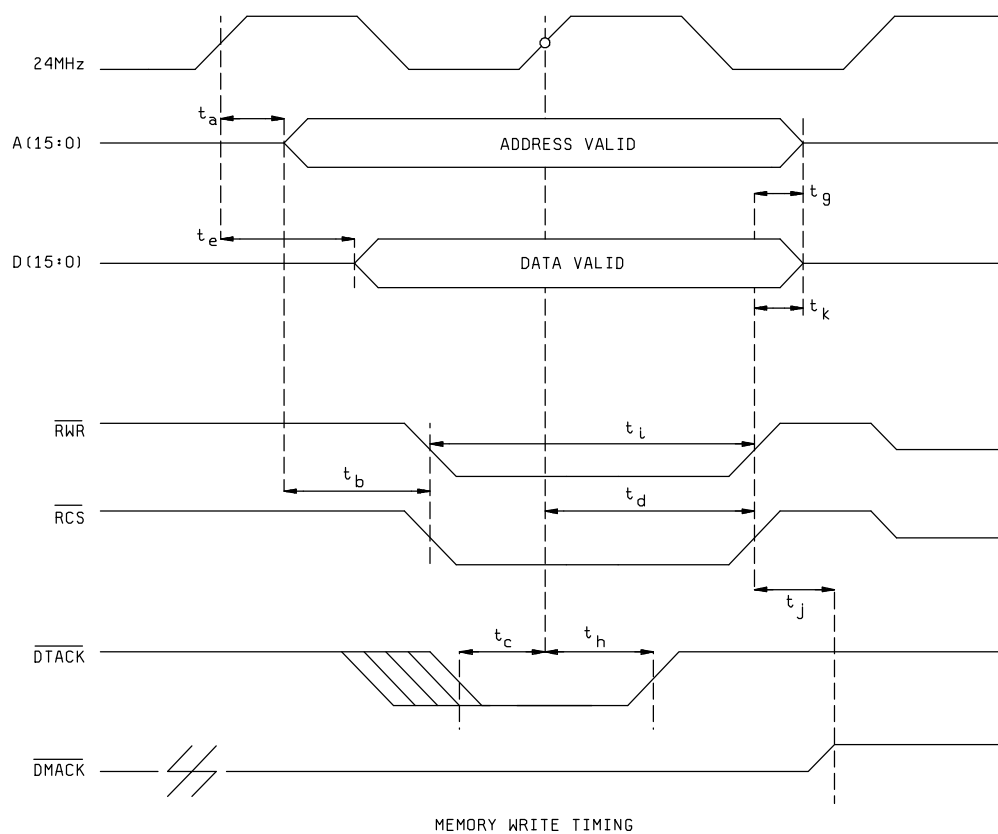 24MHz
t a
A(15:0)
ADDRESS VALID
t g
t e
D(15:0)
DATA VALID
t k
RWR
t i
t b
t d
RCS
t j
t c
t h
DTACK
DMACK
MEMORY WRITE TIMING